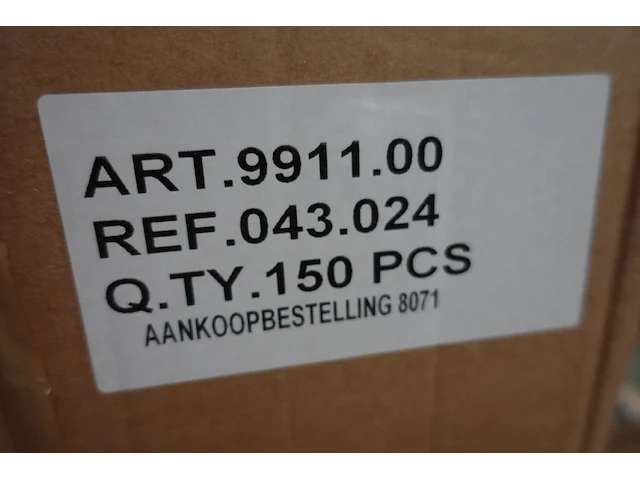 ART.9911.00
REF.043.024
Q.TY.150 PCS
AANKOOPBESTELLING 8071